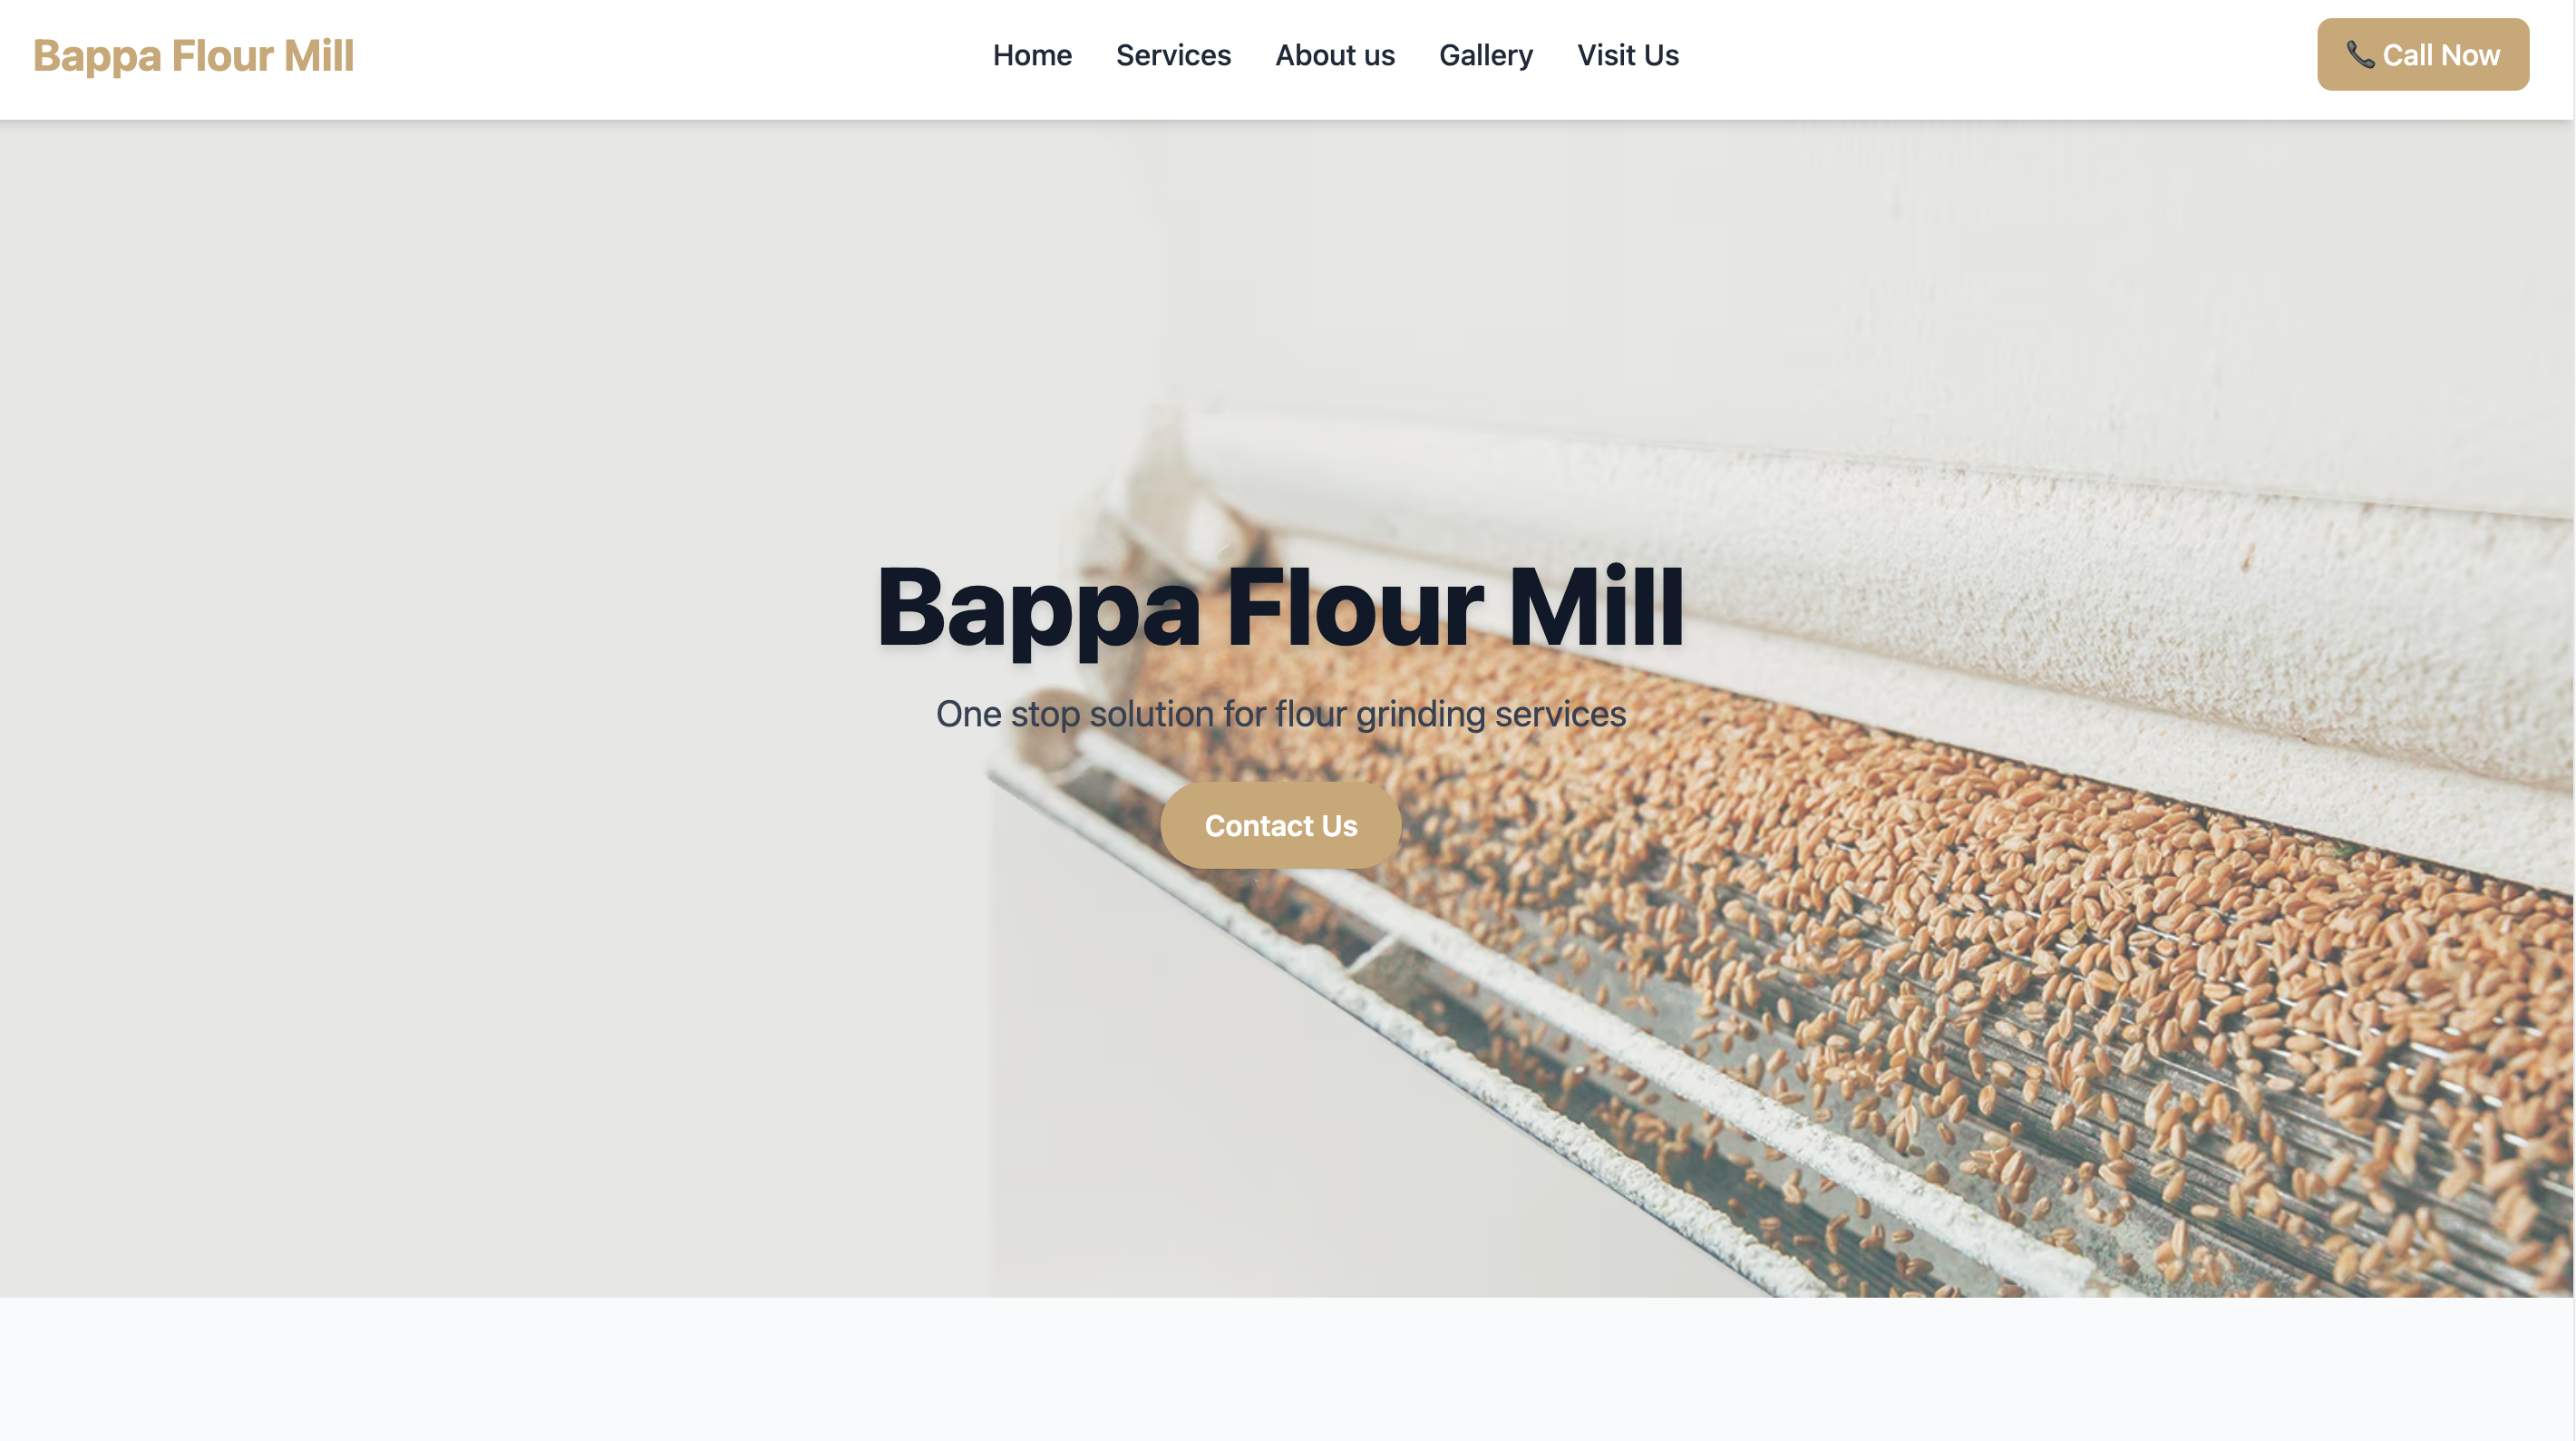 Bappa Flour Mill
Home Services About us Gallery Visit Us
📞 Call Now
Bappa Flour Mill
One stop solution for flour grinding services
Contact Us